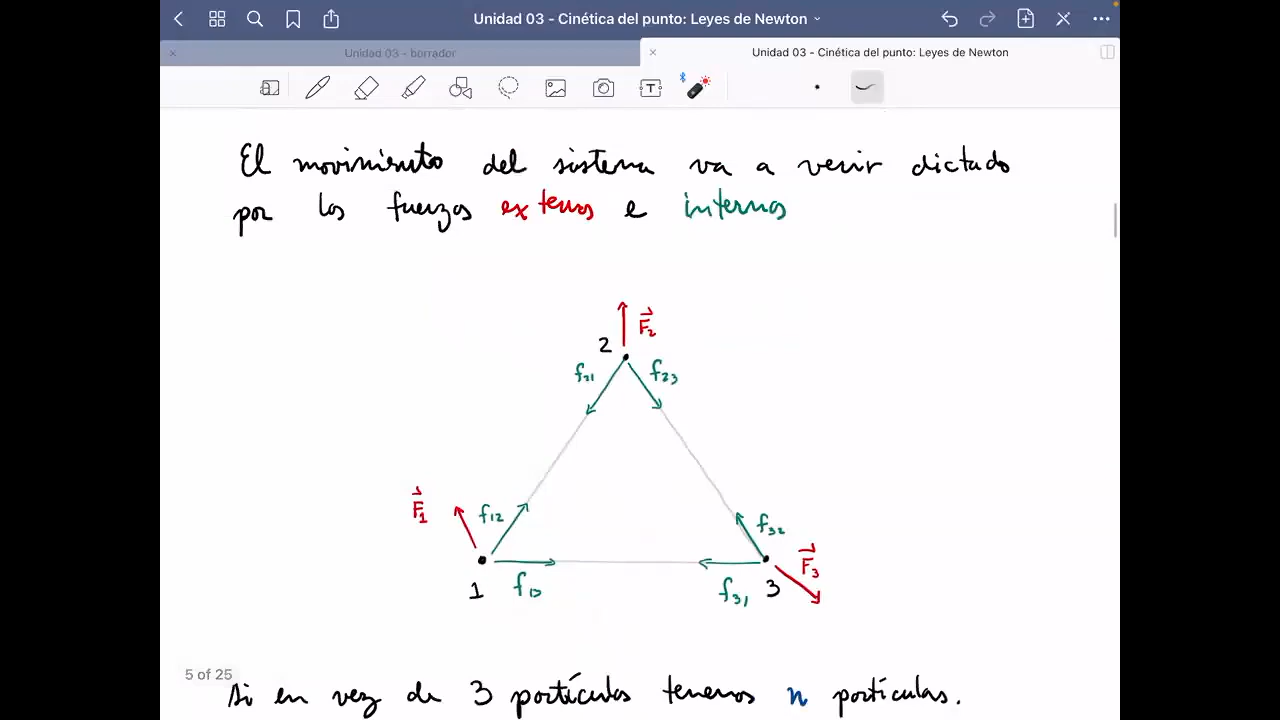 Unidad 03 - Cinética del punto: Leyes de Newton
Unidad 03 - borrador
Unidad 03 - Cinética del punto: Leyes de Newton
T
El movimiento del sistema va a venir dictado
por las fuerzas externas e internas
F₂
2
f₂₁
f₂₃
F₁
f₁₂
f₃₂
F₃
1
f₁₃
f₃₁
3
5 of 25
Si en vez de 3 partículas tenemos n partículas.